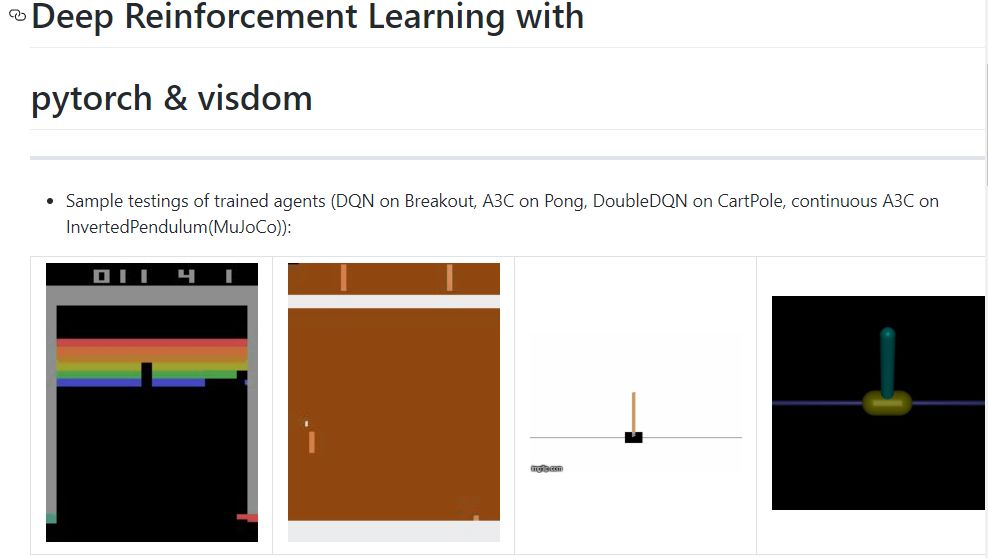 Deep Reinforcement Learning with
pytorch & visdom
Sample testings of trained agents (DQN on Breakout, A3C on Pong, DoubleDQN on CartPole, continuous A3C on
InvertedPendulum(MuJoCo)):
011 4 1
imgflip.com